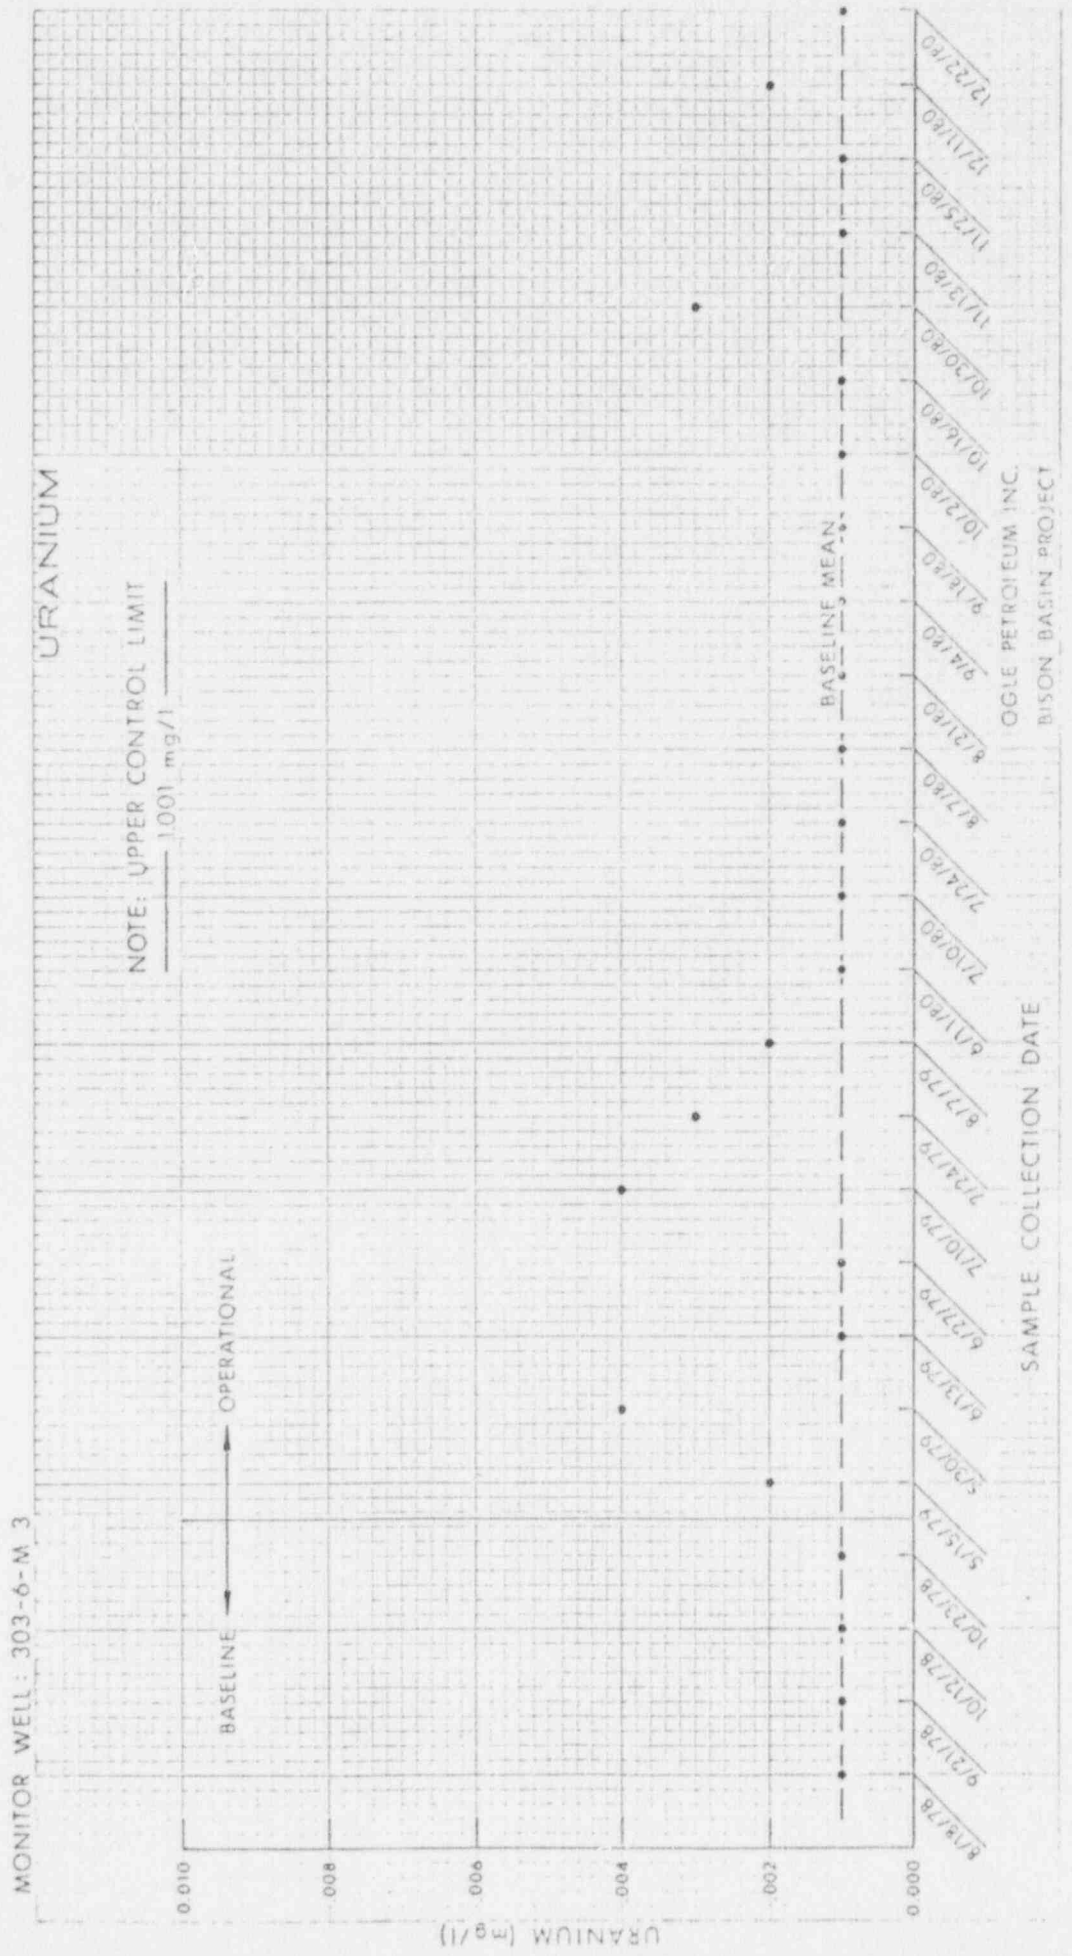 MONITOR WELL: 303-6-M 3
URANIUM
NOTE: UPPER CONTROL LIMIT
1.001 mg/l
BASELINE
OPERATIONAL
BASELINE MEAN
URANIUM (mg/l)
0.010
.008
.006
.004
.002
0.000
8/18/78
9/21/78
10/12/78
10/23/78
5/15/79
5/30/79
6/13/79
6/27/79
7/10/79
7/24/79
8/7/79
6/11/80
7/10/80
7/24/80
8/7/80
8/21/80
9/4/80
9/18/80
10/2/80
10/16/80
10/30/80
11/13/80
11/25/80
12/11/80
12/22/80
SAMPLE COLLECTION DATE
OGLE PETROLEUM INC.
BISON BASIN PROJECT